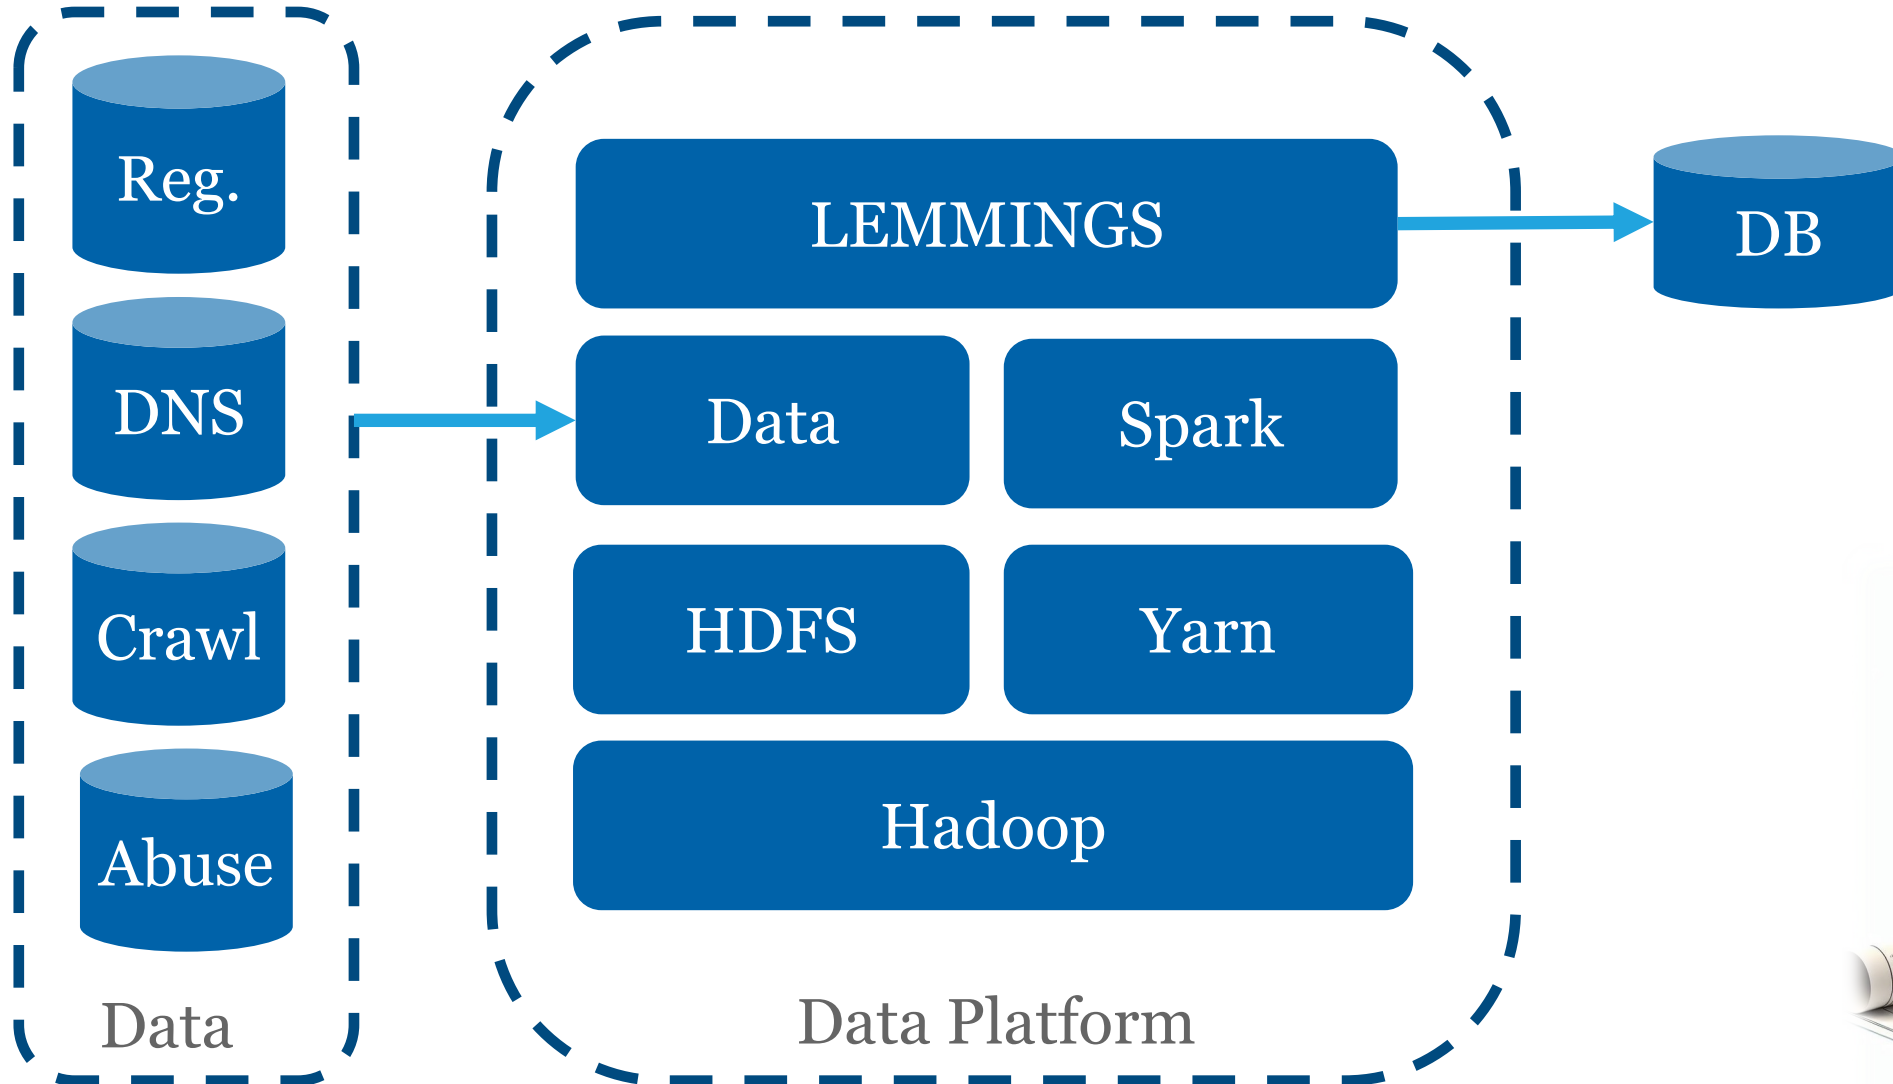 Reg.
DNS
Crawl
Abuse
Data
LEMMINGS
Data
Spark
HDFS
Yarn
Hadoop
Data Platform
DB